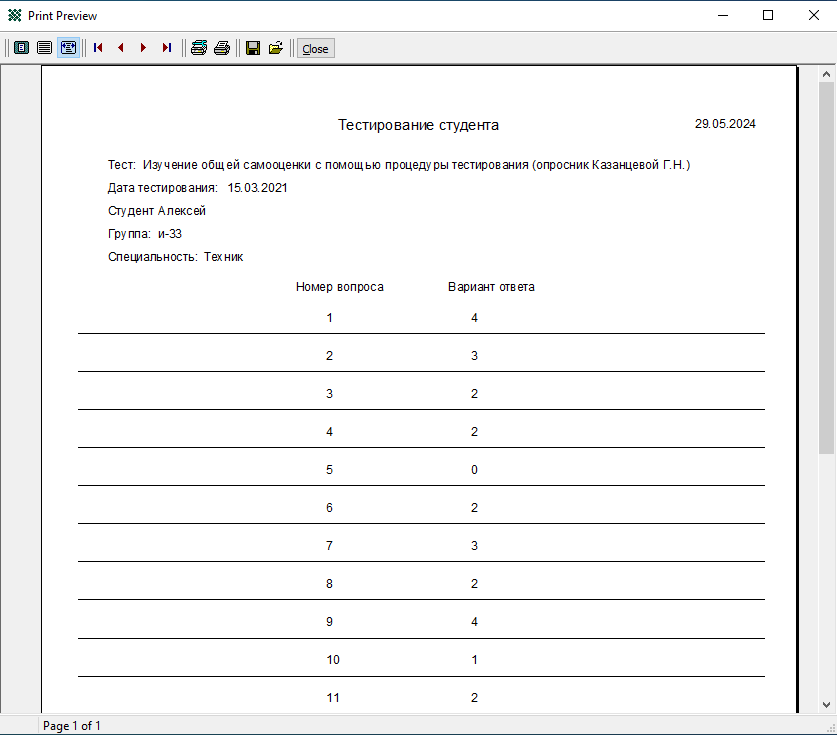 Print Preview
Close
Тестирование студента 29.05.2024
Тест: Изучение общей самооценки с помощью процедуры тестирования (опросник Казанцевой Г.Н.)
Дата тестирования: 15.03.2021
Студент Алексей
Группа: и-33
Специальность: Техник
Номер вопроса Вариант ответа
1 4
2 3
3 2
4 2
5 0
6 2
7 3
8 2
9 4
10 1
11 2
Page 1 of 1